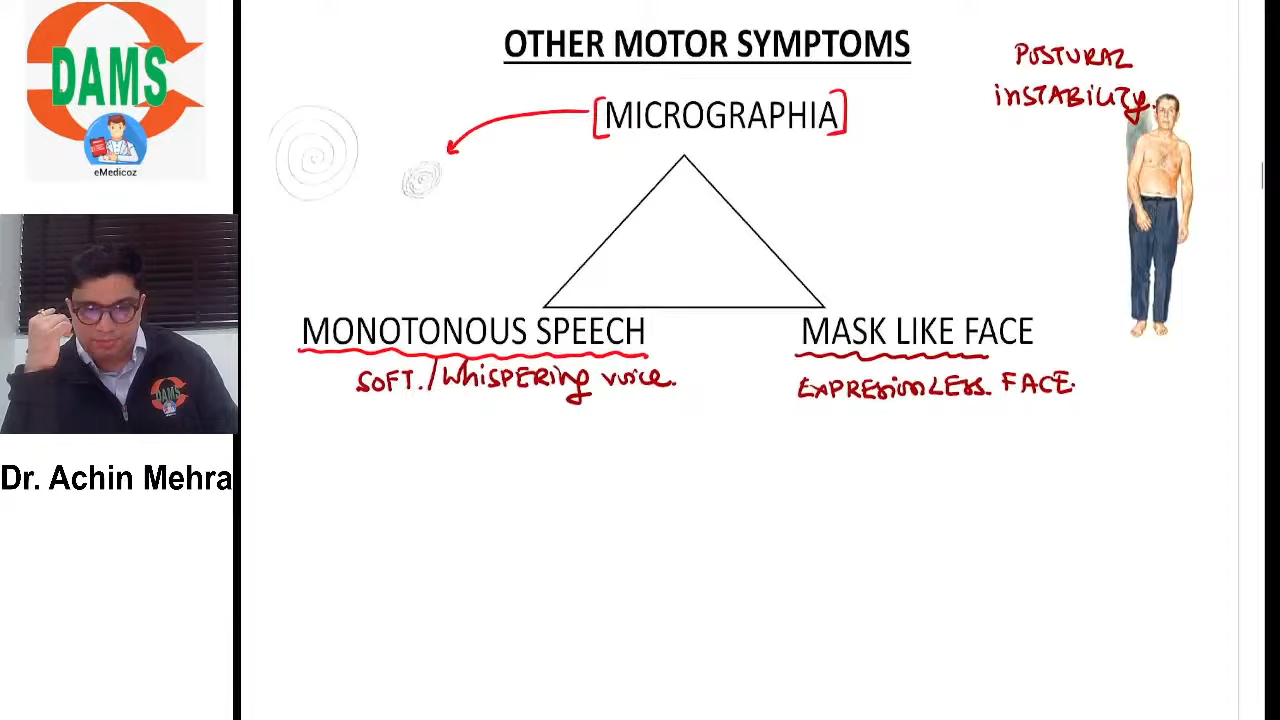 DAMS
eMedicoz
DAMS
Dr. Achin Mehra
OTHER MOTOR SYMPTOMS
POSTURAL
INSTABILITY.
[MICROGRAPHIA]
MONOTONOUS SPEECH
SOFT./Whispering voice.
MASK LIKE FACE
EXPRESSIONLESS. FACE.